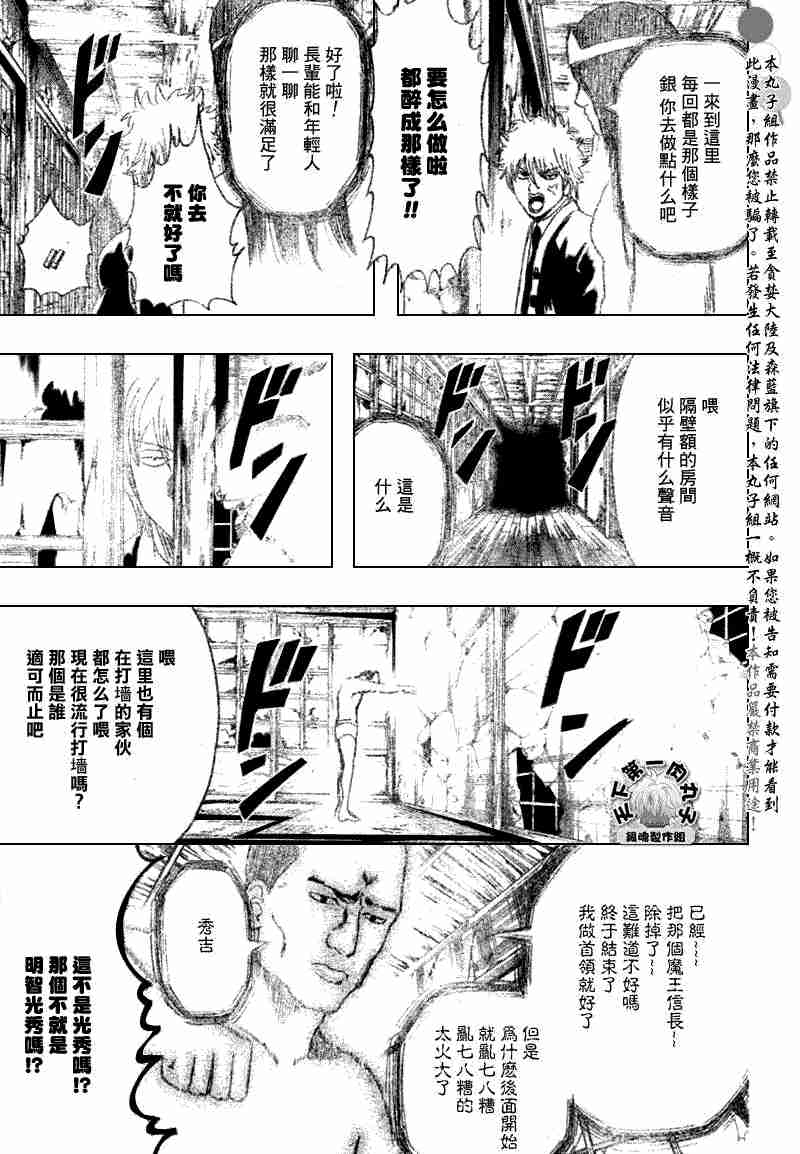 一來到這里
每回都是那個樣子
銀 你去做點
什么吧
要怎么做啦
都醉成那樣了!!
好了啦!
長輩能和年輕人
聊一聊
那樣就很滿足了
你去
不就好了嗎
喂
隔壁額的房間
似乎有什么聲音
這是
什么
ドン
ドン
ドン
ドン
喂
這里也有個
在打墻的家伙
都怎么了喂
現在很流行打墻嗎?
那個是誰
適可而止吧
天下第一肉丸子
銀魂製作組
已經~~
把那個魔王信長~~
除掉了~~
這難道不好嗎
終于結束了
我做首領就好了
但是
爲什麽後面開始
就亂七八糟
亂七八糟的
太火大了
秀吉
這不是光秀嗎!?
那個不就是
明智光秀嗎!?
本丸子組作品禁止轉載至貪婪大陸及森藍旗下的任何網站。如果您被告知需要付款才能看到
此漫畫,那麼您被騙了。若發生任何法律問題,本丸子組一概不負責!本作品嚴禁商業用途!